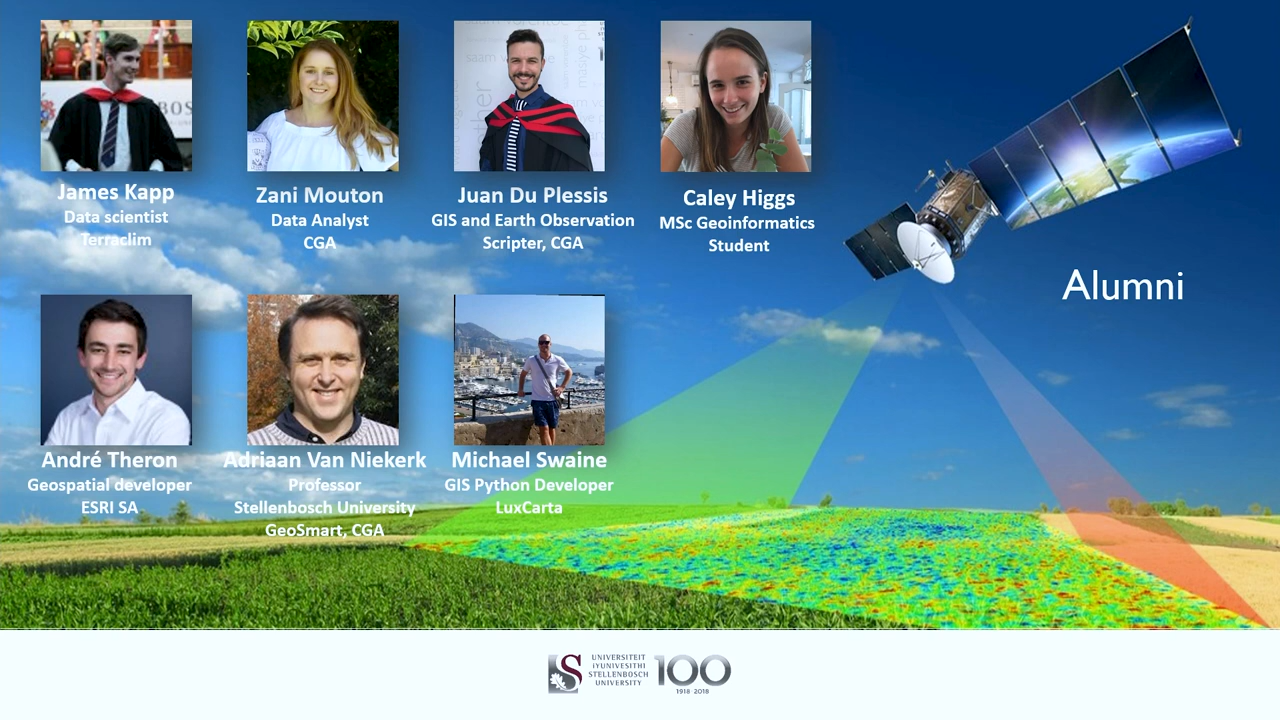 James Kapp
Data scientist
Terraclim
Zani Mouton
Data Analyst
CGA
Juan Du Plessis
GIS and Earth Observation
Scripter, CGA
Caley Higgs
MSc Geoinformatics
Student
Alumni
André Theron
Geospatial developer
ESRI SA
Adriaan Van Niekerk
Professor
Stellenbosch University
GeoSmart, CGA
Michael Swaine
GIS Python Developer
LuxCarta
UNIVERSITEIT
IYUNIVESITHI
STELLENBOSCH
UNIVERSITY
100
1918 2018